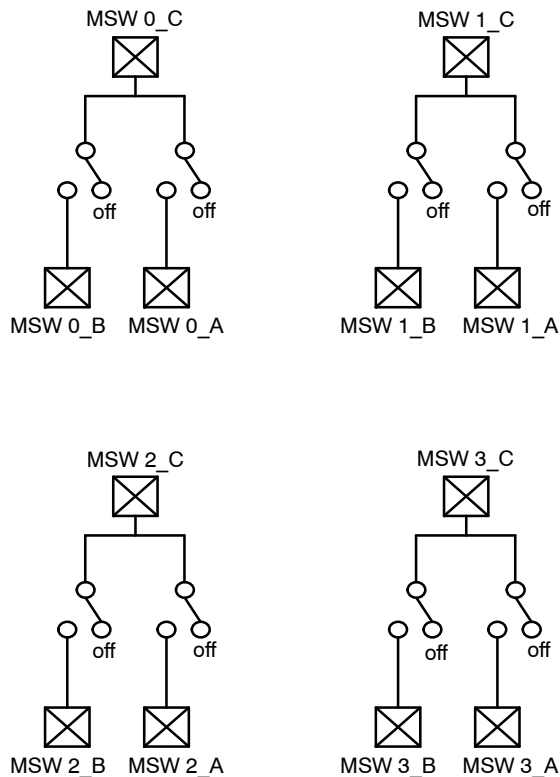 MSW 0_C
MSW 1_C
off
off
off
off
MSW 0_B
MSW 0_A
MSW 1_B
MSW 1_A
MSW 2_C
MSW 3_C
off
off
off
off
MSW 2_B
MSW 2_A
MSW 3_B
MSW 3_A